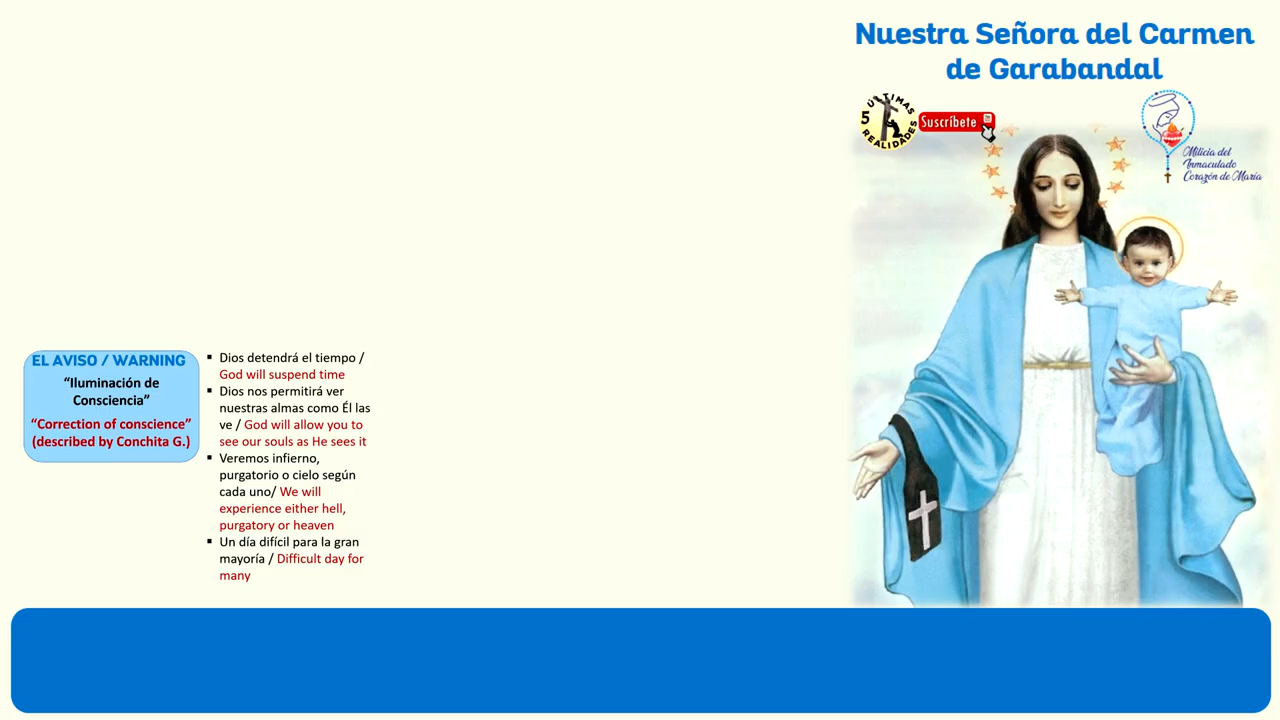 Nuestra Señora del Carmen
de Garabandal
5 ÚLTIMAS REALIDADES
Suscríbete
Milicia del
Inmaculado
Corazón de María
EL AVISO / WARNING
“Iluminación de
Consciencia”
“Correction of conscience”
(described by Conchita G.)
▪ Dios detendrá el tiempo /
God will suspend time
▪ Dios nos permitirá ver
nuestras almas como Él las
ve / God will allow you to
see our souls as He sees it
▪ Veremos infierno,
purgatorio o cielo según
cada uno/ We will
experience either hell,
purgatory or heaven
▪ Un día difícil para la gran
mayoría / Difficult day for
many